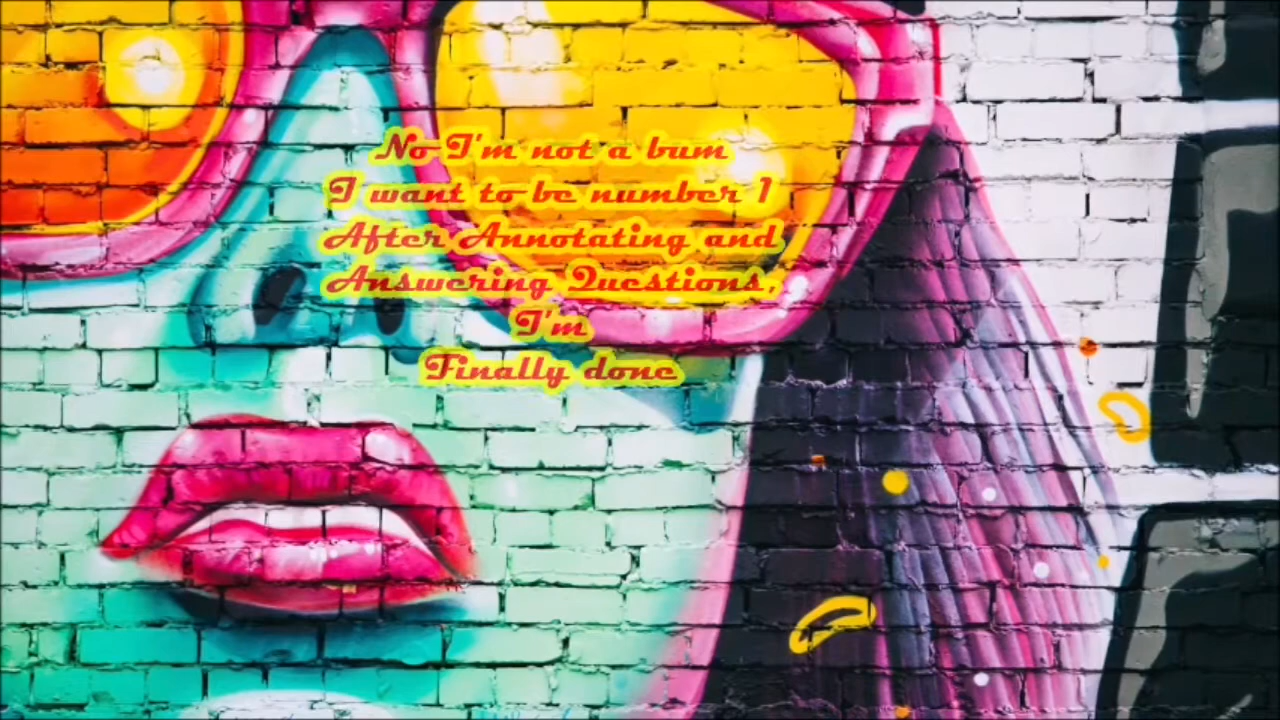 No I'm not a bum
I want to be number 1
After Annotating and
Answering Questions,
I'm
Finally done